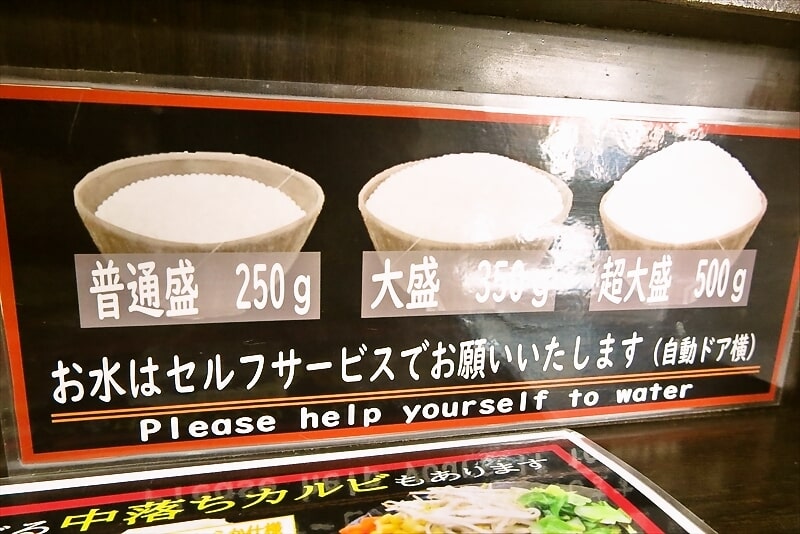 普通盛 250g 大盛 350g 超大盛 500g
お水はセルフサービスでお願いいたします(自動ドア横)
Please help yourself to water
中落ちカルビもあります